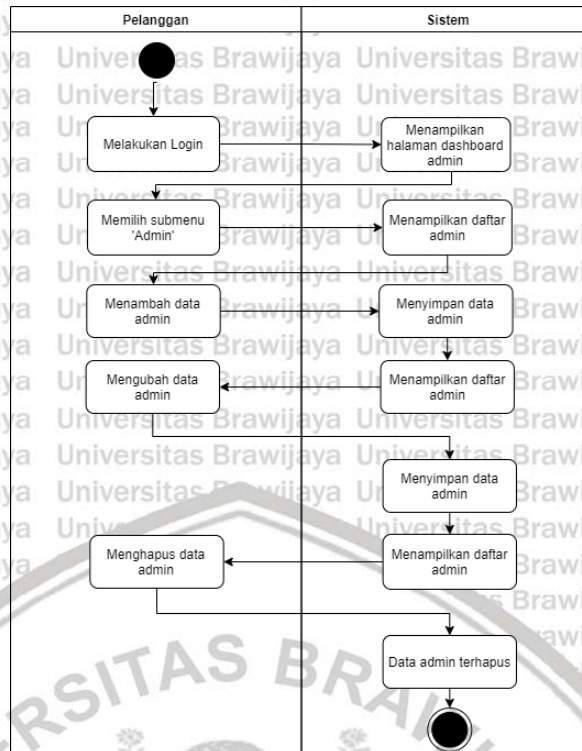 Pelanggan
Sistem
Melakukan Login
Menampilkan
halaman dashboard
admin
Memilih submenu
'Admin'
Menampilkan daftar
admin
Menambah data
admin
Menyimpan data
admin
Menampilkan daftar
admin
Mengubah data
admin
Menyimpan data
admin
Menampilkan daftar
admin
Menghapus data
admin
Data admin terhapus